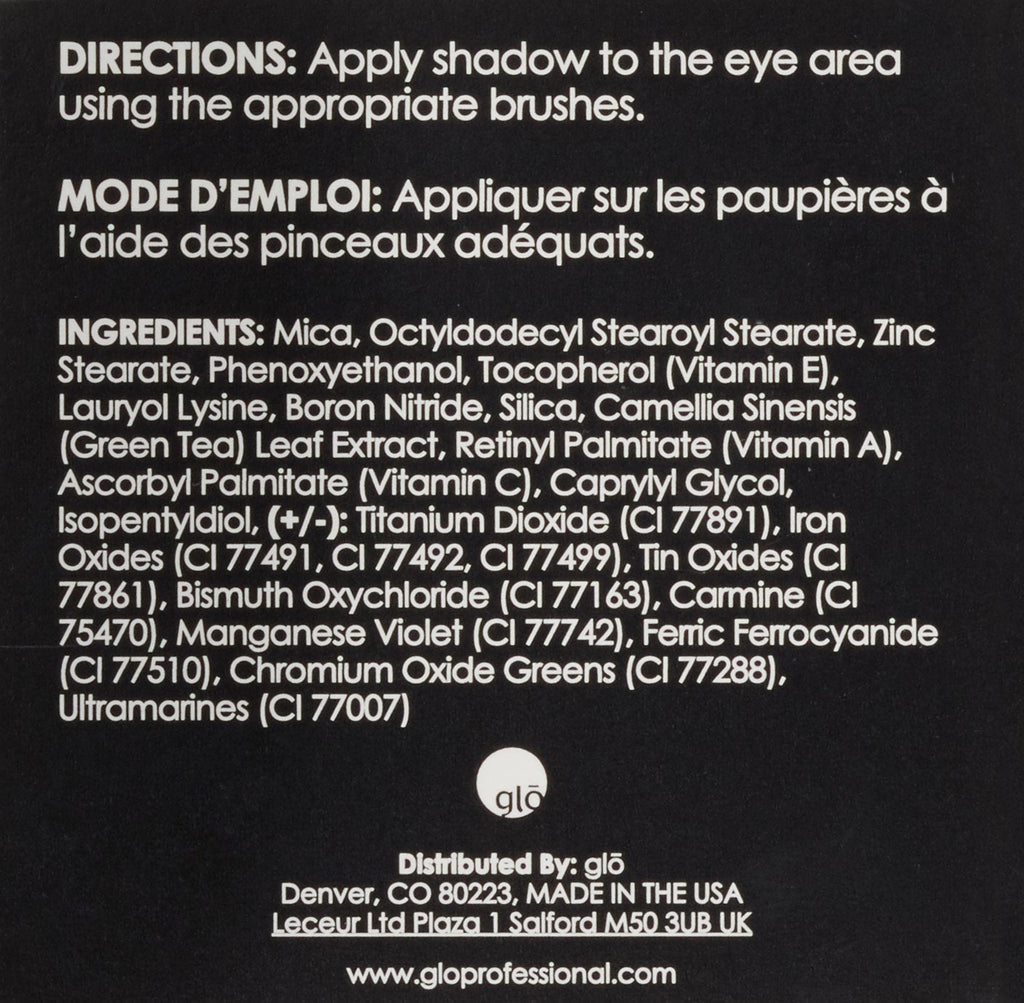 DIRECTIONS: Apply shadow to the eye area
using the appropriate brushes.
MODE D'EMPLOI: Appliquer sur les paupières à
l'aide des pinceaux adéquats.
INGREDIENTS: Mica, Octyldodecyl Stearoyl Stearate, Zinc
Stearate, Phenoxyethanol, Tocopherol (Vitamin E),
Lauryol Lysine, Boron Nitride, Silica, Camellia Sinensis
(Green Tea) Leaf Extract, Retinyl Palmitate (Vitamin A),
Ascorbyl Palmitate (Vitamin C), Caprylyl Glycol,
Isopentyldiol, (+/-): Titanium Dioxide (CI 77891), Iron
Oxides (CI 77491, CI 77492, CI 77499), Tin Oxides (CI
77861), Bismuth Oxychloride (CI 77163), Carmine (CI
75470), Manganese Violet (CI 77742), Ferric Ferrocyanide
(CI 77510), Chromium Oxide Greens (CI 77288),
Ultramarines (CI 77007)
glō
Distributed By: glō
Denver, CO 80223, MADE IN THE USA
Leceur Ltd Plaza 1 Salford M50 3UB UK
www.gloprofessional.com